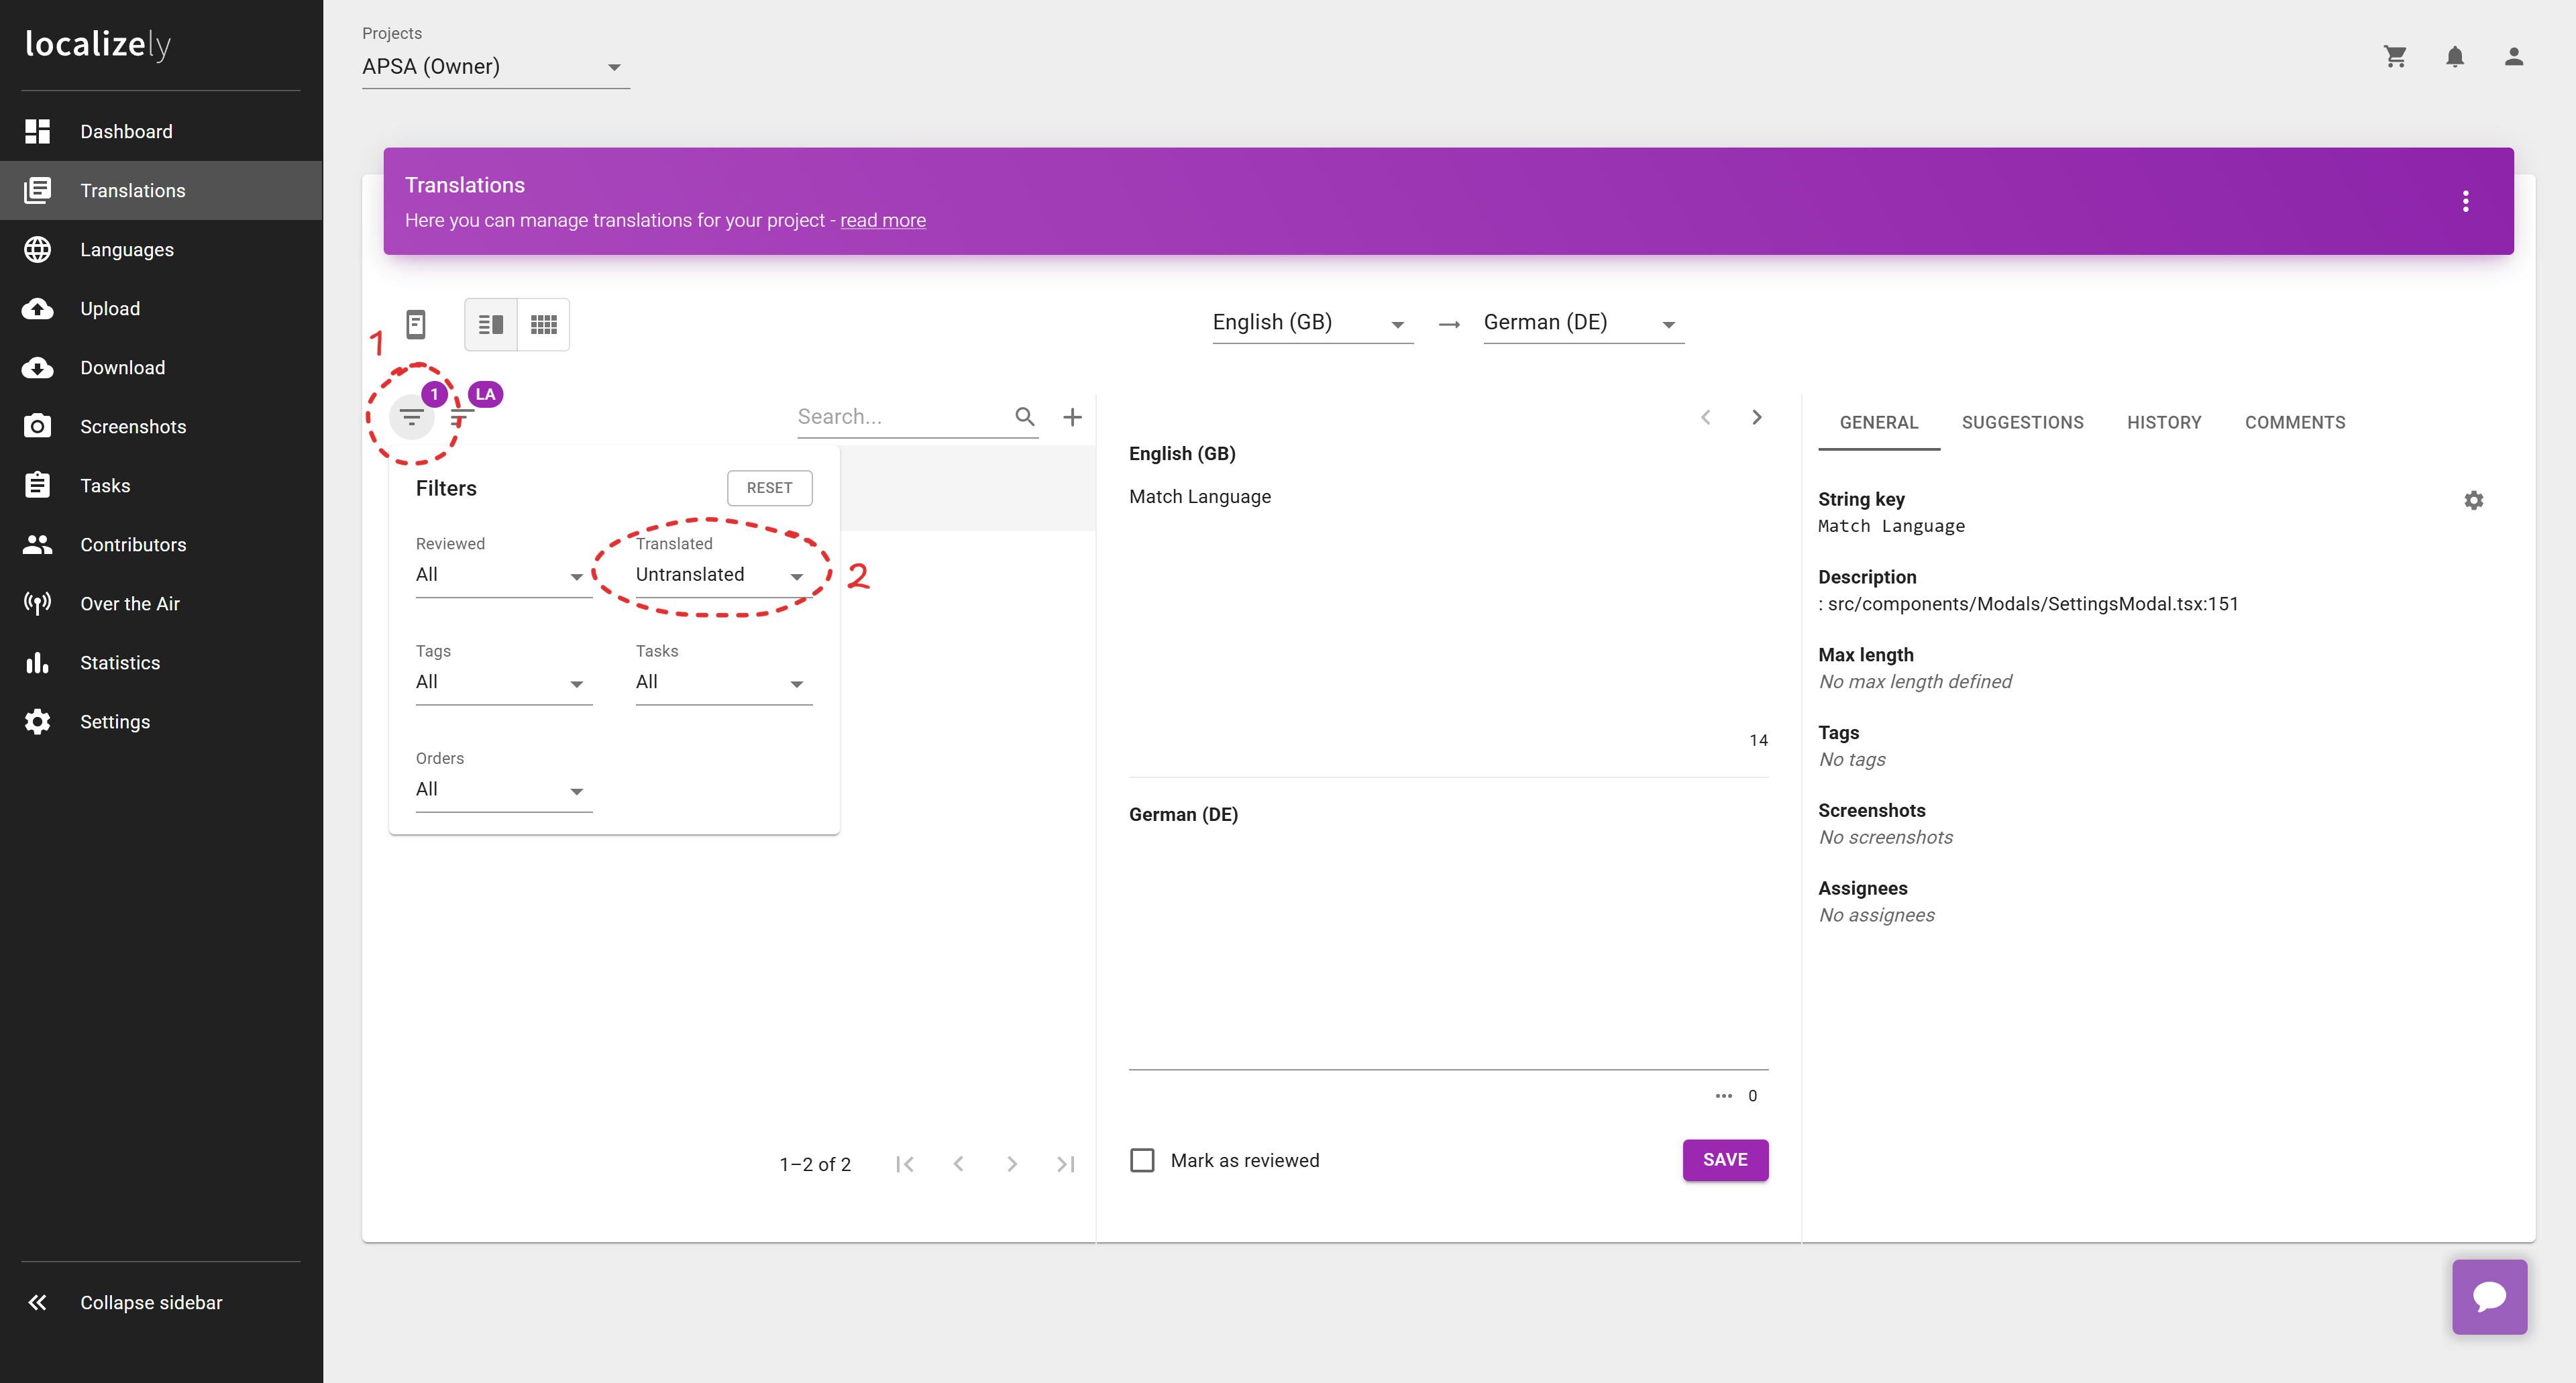 localizely
Dashboard
Translations
Languages
Upload
Download
Screenshots
Tasks
Contributors
Over the Air
Statistics
Settings
Collapse sidebar
Projects
APSA (Owner)
Translations
Here you can manage translations for your project - read more
English (GB)
German (DE)
1
1
LA
Search...
Filters
RESET
Reviewed
All
Translated
Untranslated
2
Tags
All
Tasks
All
Orders
All
1–2 of 2
English (GB)
Match Language
14
German (DE)
0
Mark as reviewed
SAVE
GENERAL
SUGGESTIONS
HISTORY
COMMENTS
String key
Match Language
Description
: src/components/Modals/SettingsModal.tsx:151
Max length
No max length defined
Tags
No tags
Screenshots
No screenshots
Assignees
No assignees